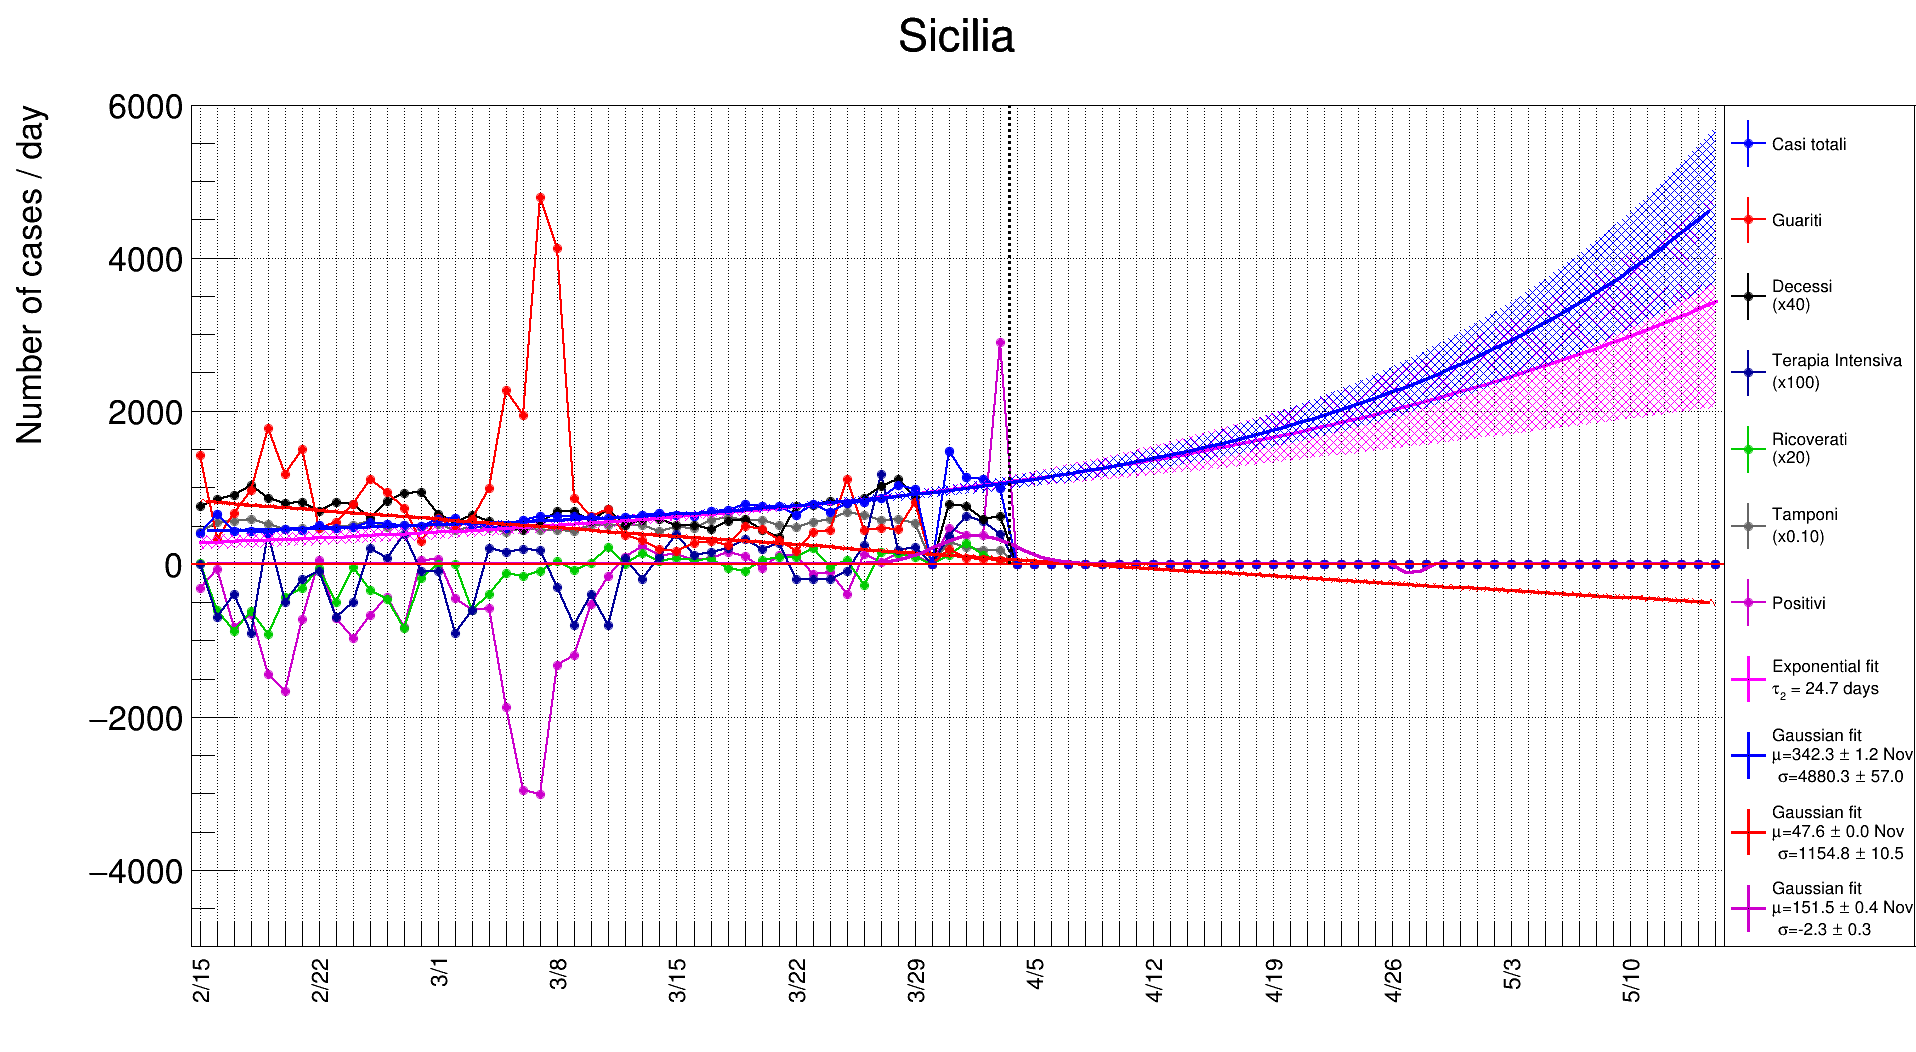 Sicilia
Number of cases / day
6000
4000
2000
0
−2000
−4000
2/15
2/22
3/1
3/8
3/15
3/22
3/29
4/5
4/12
4/19
4/26
5/3
5/10
Casi totali
Guariti
Decessi
(x40)
Terapia Intensiva
(x100)
Ricoverati
(x20)
Tamponi
(x0.10)
Positivi
Exponential fit
τ2 = 24.7 days
Gaussian fit
μ=342.3 ± 1.2 Nov
σ=4880.3 ± 57.0
Gaussian fit
μ=47.6 ± 0.0 Nov
σ=1154.8 ± 10.5
Gaussian fit
μ=151.5 ± 0.4 Nov
σ=-2.3 ± 0.3